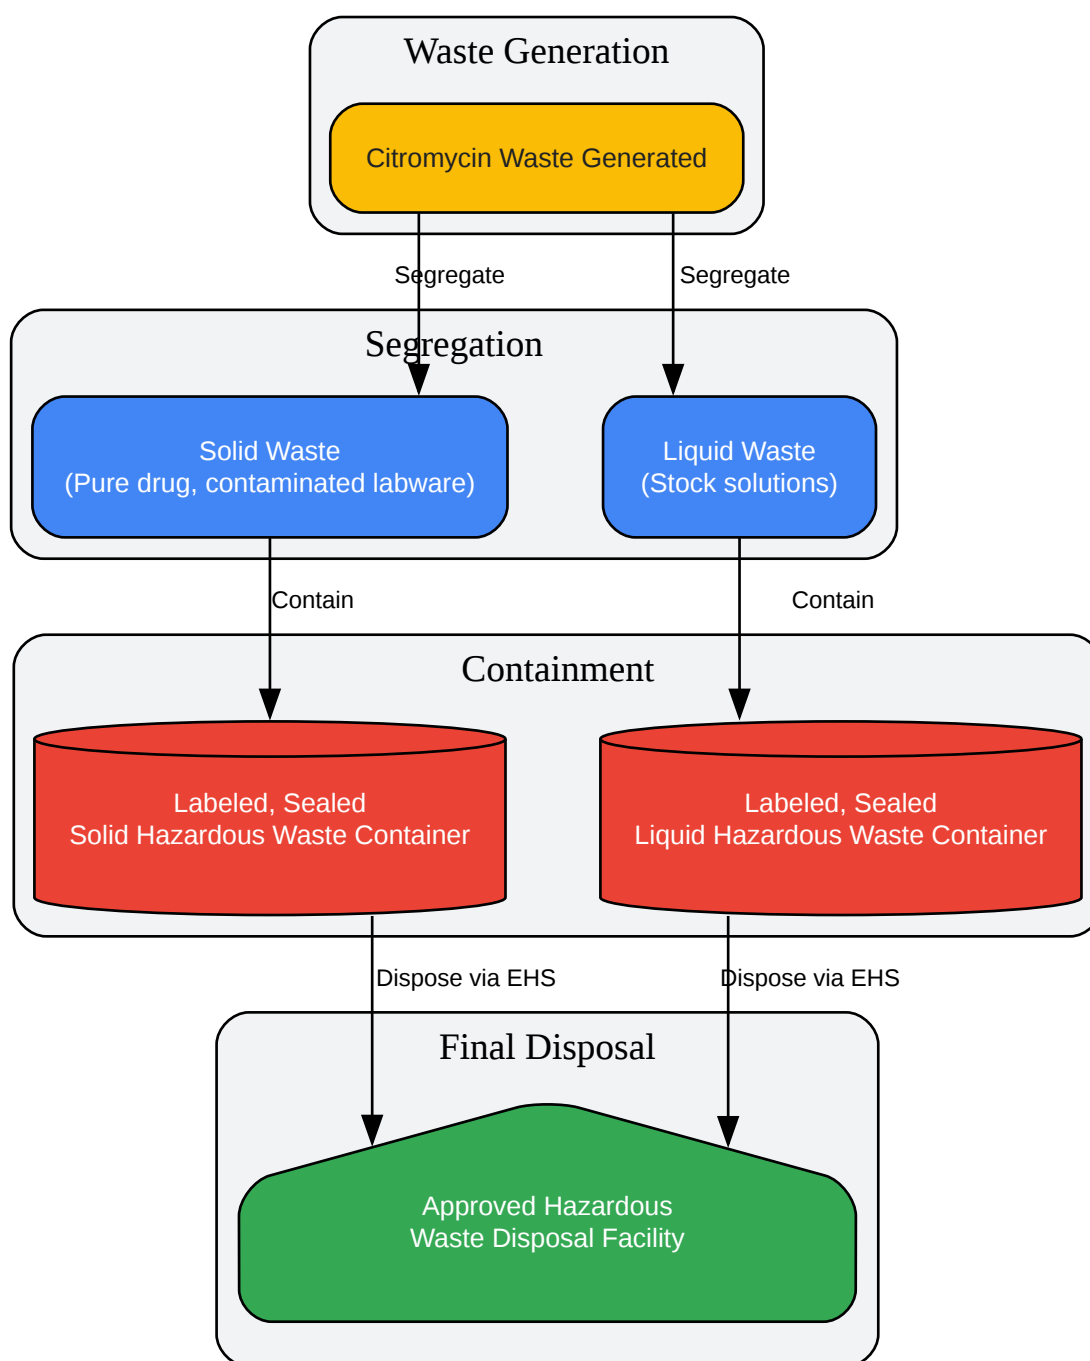 Waste Generation
Citromycin Waste Generated
Segregate
Segregate
Segregation
Solid Waste
(Pure drug, contaminated labware)
Liquid Waste
(Stock solutions)
Contain
Contain
Containment
Labeled, Sealed
Solid Hazardous Waste Container
Labeled, Sealed
Liquid Hazardous Waste Container
Dispose via EHS
Dispose via EHS
Final Disposal
Approved Hazardous
Waste Disposal Facility